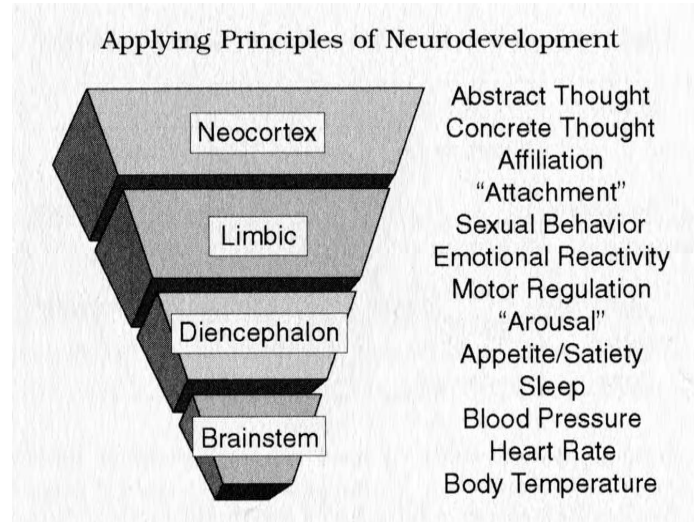 Applying Principles of Neurodevelopment
Neocortex
Limbic
Diencephalon
Brainstem
Abstract Thought
Concrete Thought
Affiliation
“Attachment”
Sexual Behavior
Emotional Reactivity
Motor Regulation
“Arousal”
Appetite/Satiety
Sleep
Blood Pressure
Heart Rate
Body Temperature